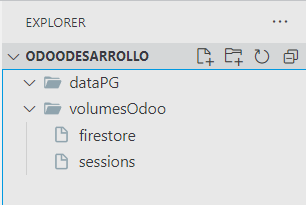 EXPLORER
ODOODESARROLLO
dataPG
volumesOdoo
firestore
sessions